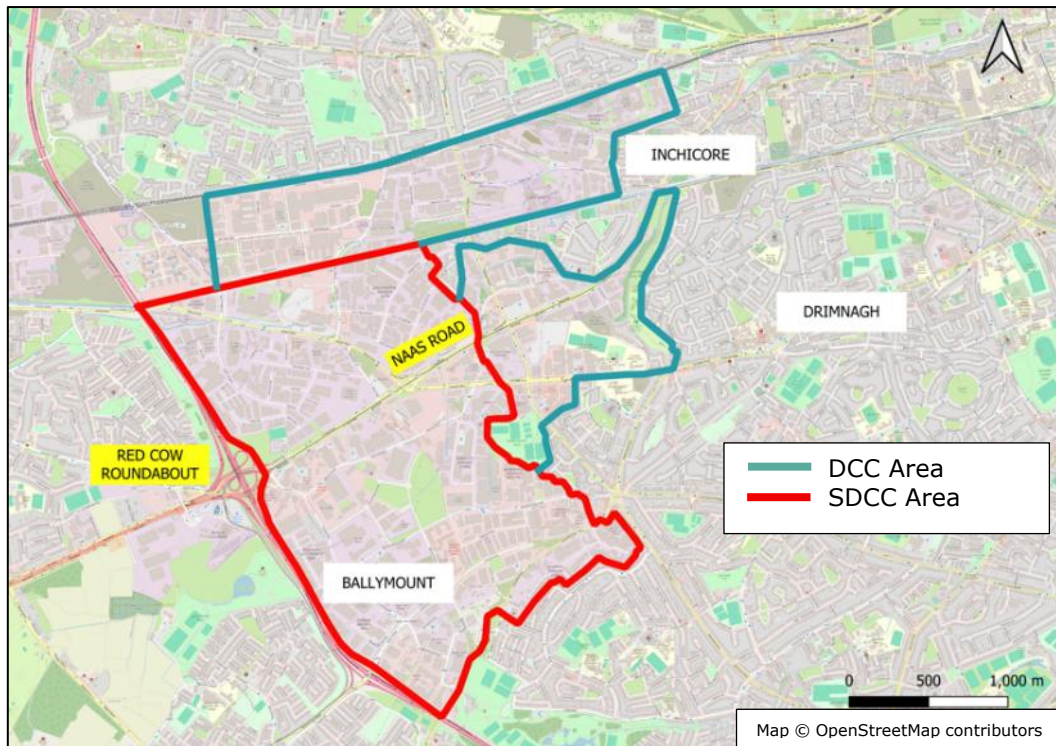 INCHICORE
DRIMNAGH
NAAS ROAD
RED COW
ROUNDABOUT
BALLYMOUNT
DCC Area
SDCC Area
0 500 1,000 m
Map © OpenStreetMap contributors